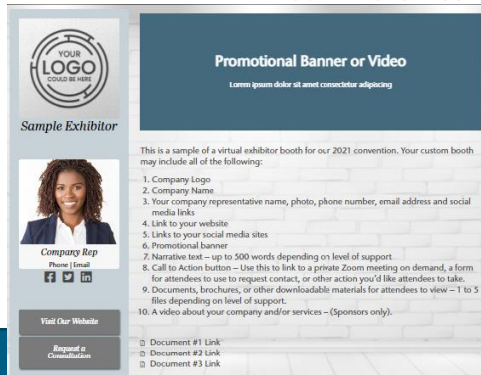 YOUR
LOGO
COULD BE HERE
Sample Exhibitor
Company Rep
Phone | Email
Visit Our Website
Request a
Consultation
Promotional Banner or Video
Lorem ipsum dolor sit amet consectetur adipiscing
This is a sample of a virtual exhibitor booth for our 2021 convention. Your custom booth
may include all of the following:
1. Company Logo
2. Company Name
3. Your company representative name, photo, phone number, email address and social
media links
4. Link to your website
5. Links to your social media sites
6. Promotional banner
7. Narrative text – up to 500 words depending on level of support
8. Call to Action button – Use this to link to a private Zoom meeting on demand, a form
for attendees to use to request contact, or other action you'd like attendees to take.
9. Documents, brochures, or other downloadable materials for attendees to view – 1 to 5
files depending on level of support.
10. A video about your company and/or services – (Sponsors only).
Document #1 Link
Document #2 Link
Document #3 Link